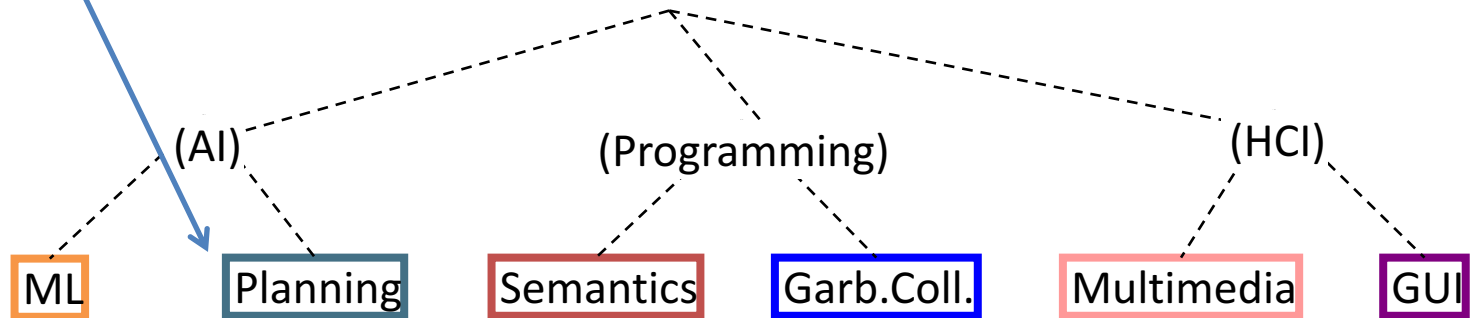 (AI) (Programming) (HCI)
ML Planning Semantics Garb.Coll. Multimedia GUI